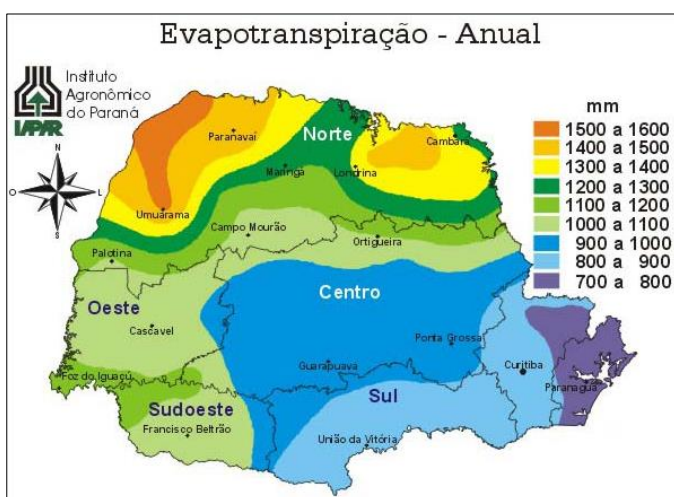 Evapotranspiração - Anual
Instituto
Agronômico
do Paraná
IAPAR
N
O
L
S
mm
1500 a 1600
1400 a 1500
1300 a 1400
1200 a 1300
1100 a 1200
1000 a 1100
900 a 1000
800 a 900
700 a 800
Paranavaí
Norte
Cambará
Maringá
Londrina
Umuarama
Campo Mourão
Ortigueira
Palotina
Oeste
Centro
Cascavel
Ponta Grossa
Guarapuava
Curitiba
Foz do Iguaçú
Paranaguá
Sudoeste
Sul
Francisco Beltrão
União da Vitória